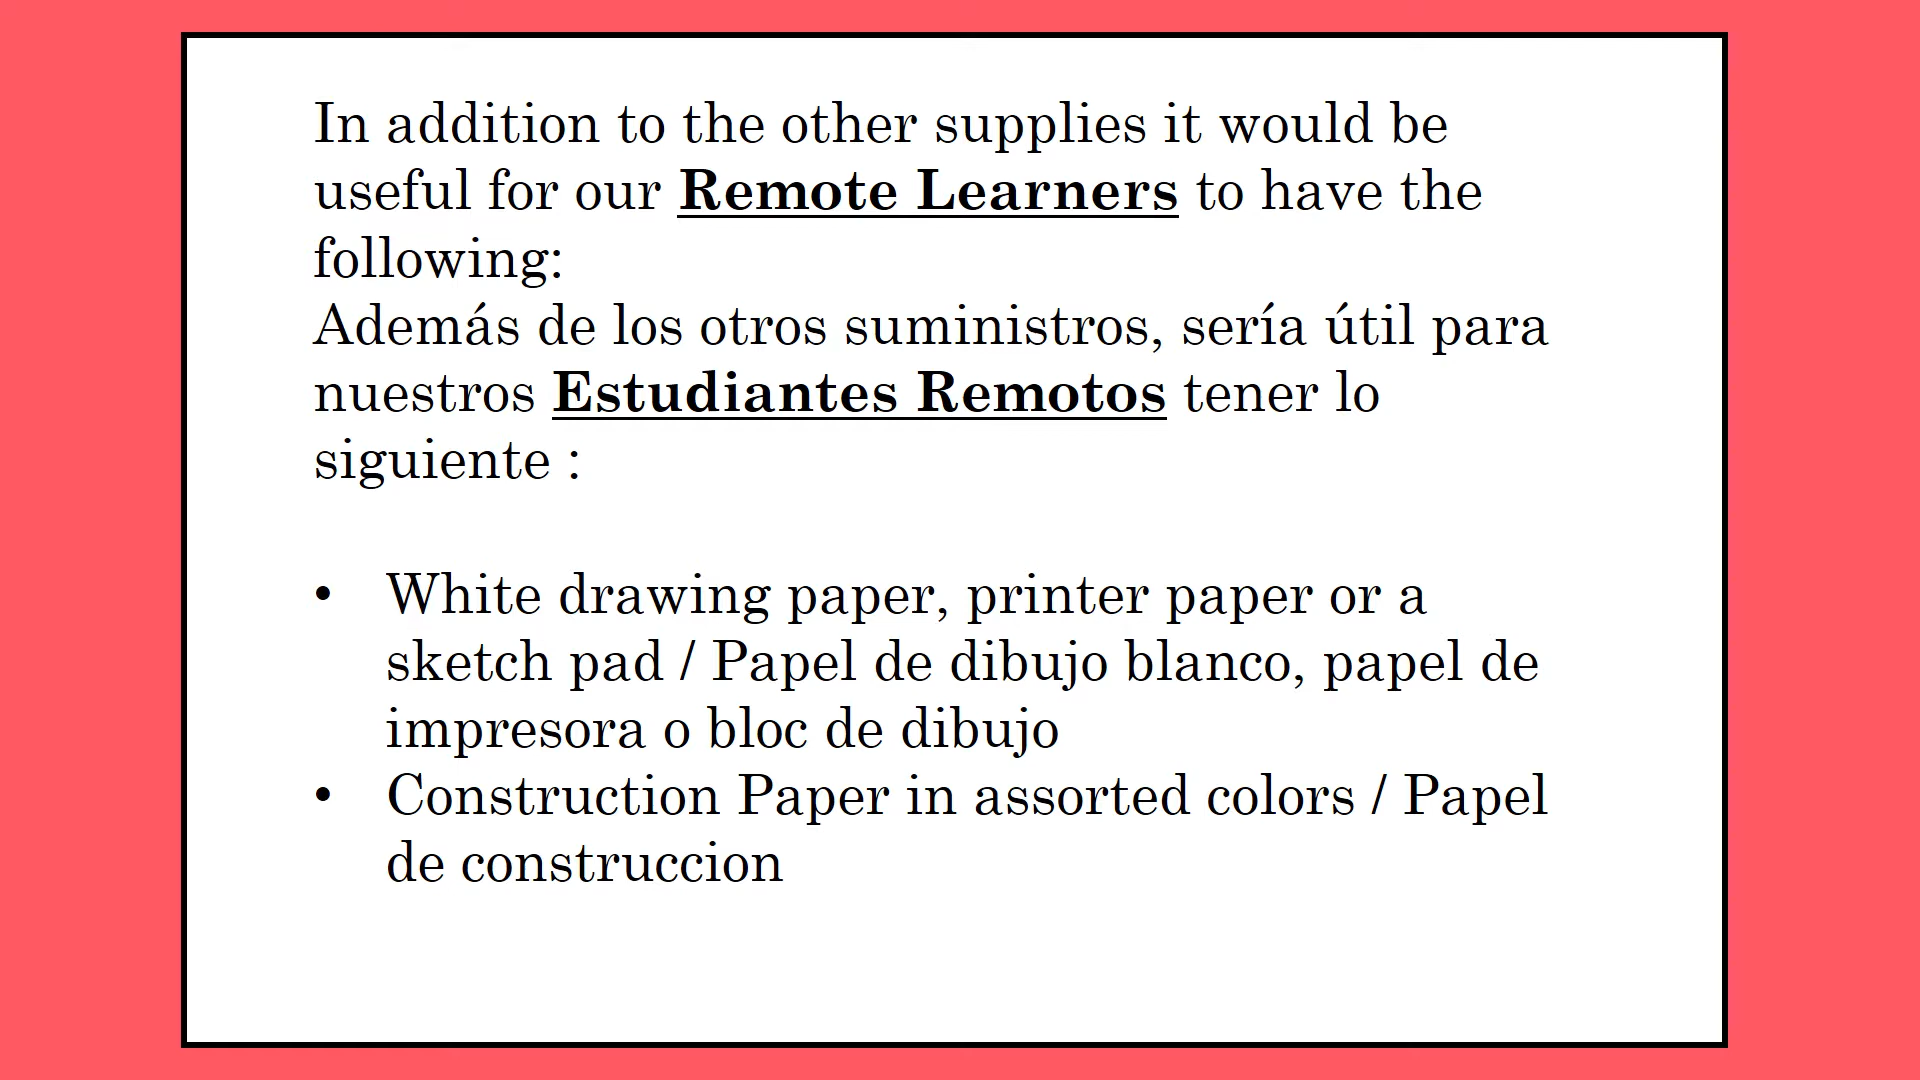 In addition to the other supplies it would be
useful for our Remote Learners to have the
following:
Además de los otros suministros, sería útil para
nuestros Estudiantes Remotos tener lo
siguiente :
• White drawing paper, printer paper or a
sketch pad / Papel de dibujo blanco, papel de
impresora o bloc de dibujo
• Construction Paper in assorted colors / Papel
de construccion